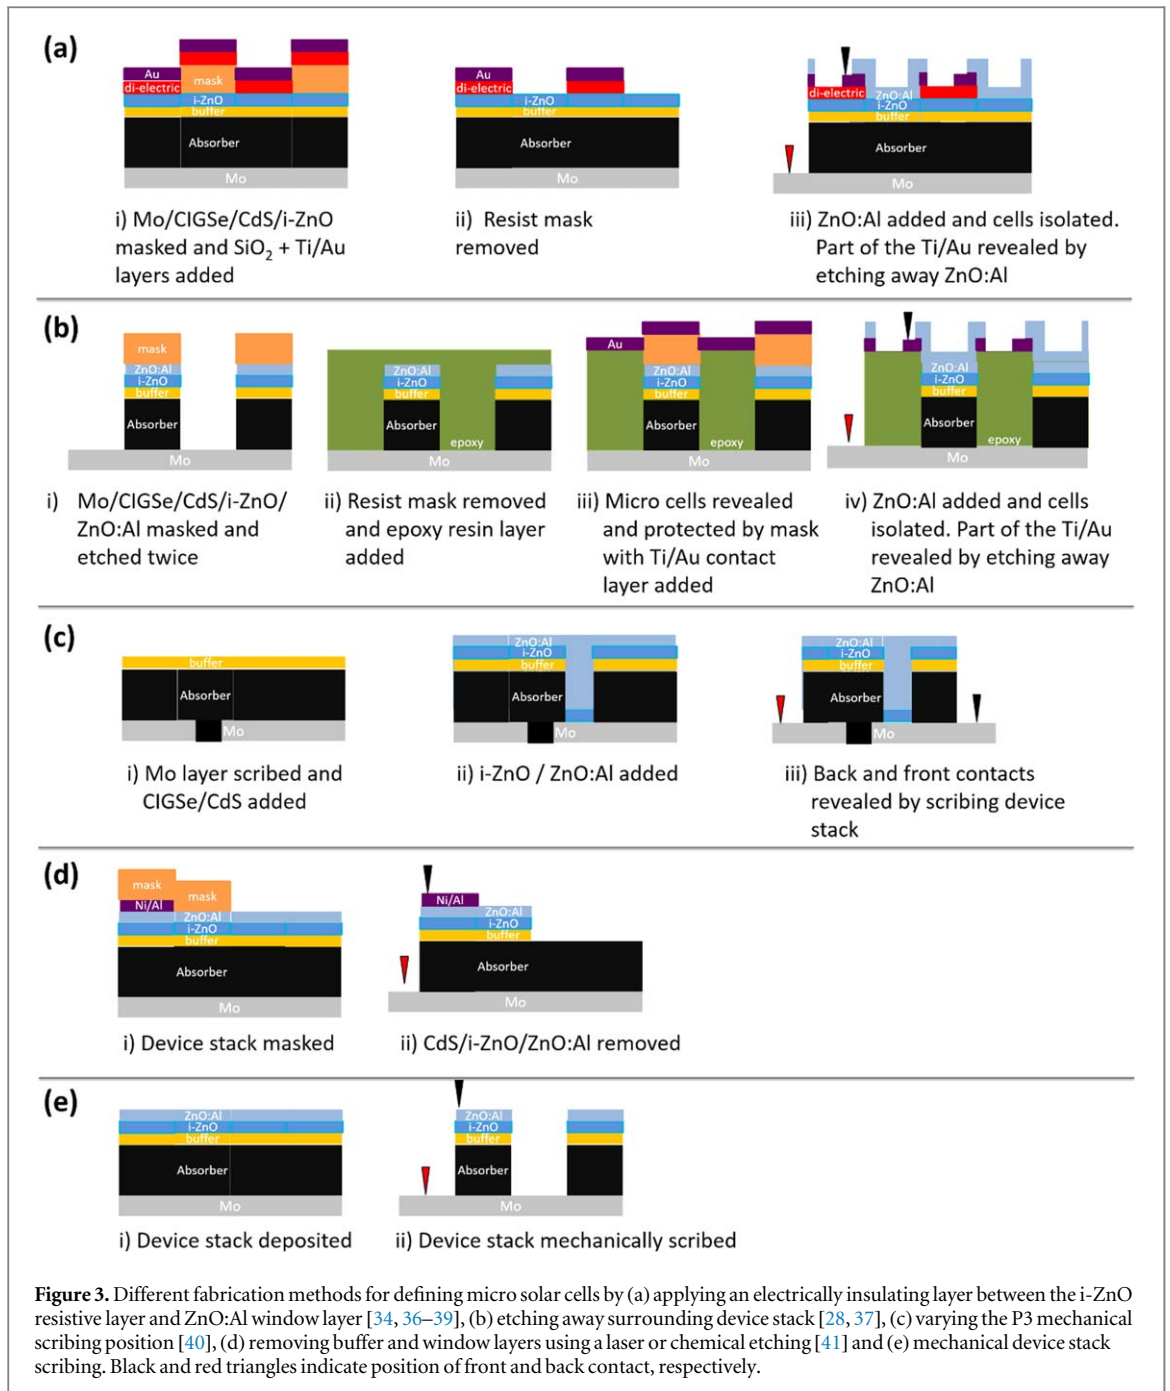 (a)
Au
di-electric
mask
i-ZnO
buffer
Absorber
Mo
i) Mo/CIGSe/CdS/i-ZnO
masked and SiO2 + Ti/Au
layers added
Au
di-electric
i-ZnO
buffer
Absorber
Mo
ii) Resist mask
removed
di-electric
ZnO:Al
i-ZnO
buffer
Absorber
Mo
iii) ZnO:Al added and cells isolated.
Part of the Ti/Au revealed by
etching away ZnO:Al
(b)
mask
ZnO:Al
i-ZnO
buffer
Absorber
Mo
i) Mo/CIGSe/CdS/i-ZnO/
ZnO:Al masked and
etched twice
ZnO:Al
i-ZnO
buffer
Absorber
epoxy
Mo
ii) Resist mask removed
and epoxy resin layer
added
Au
ZnO:Al
i-ZnO
buffer
Absorber
epoxy
Mo
iii) Micro cells revealed
and protected by mask
with Ti/Au contact
layer added
ZnO:Al
i-ZnO
buffer
Absorber
epoxy
Mo
iv) ZnO:Al added and cells
isolated. Part of the Ti/Au
revealed by etching away
ZnO:Al
(c)
buffer
Absorber
Mo
i) Mo layer scribed and
CIGSe/CdS added
ZnO:Al
i-ZnO
buffer
Absorber
Mo
ii) i-ZnO / ZnO:Al added
ZnO:Al
i-ZnO
buffer
Absorber
Mo
iii) Back and front contacts
revealed by scribing device
stack
(d)
mask
mask
Ni/Al
ZnO:Al
i-ZnO
buffer
Absorber
Mo
i) Device stack masked
Ni/Al
ZnO:Al
i-ZnO
buffer
Absorber
Mo
ii) CdS/i-ZnO/ZnO:Al removed
(e)
ZnO:Al
i-ZnO
buffer
Absorber
Mo
i) Device stack deposited
ZnO:Al
i-ZnO
buffer
Absorber
Mo
ii) Device stack mechanically scribed
Figure 3. Different fabrication methods for defining micro solar cells by (a) applying an electrically insulating layer between the i-ZnO
resistive layer and ZnO:Al window layer [34, 36–39], (b) etching away surrounding device stack [28, 37], (c) varying the P3 mechanical
scribing position [40], (d) removing buffer and window layers using a laser or chemical etching [41] and (e) mechanical device stack
scribing. Black and red triangles indicate position of front and back contact, respectively.